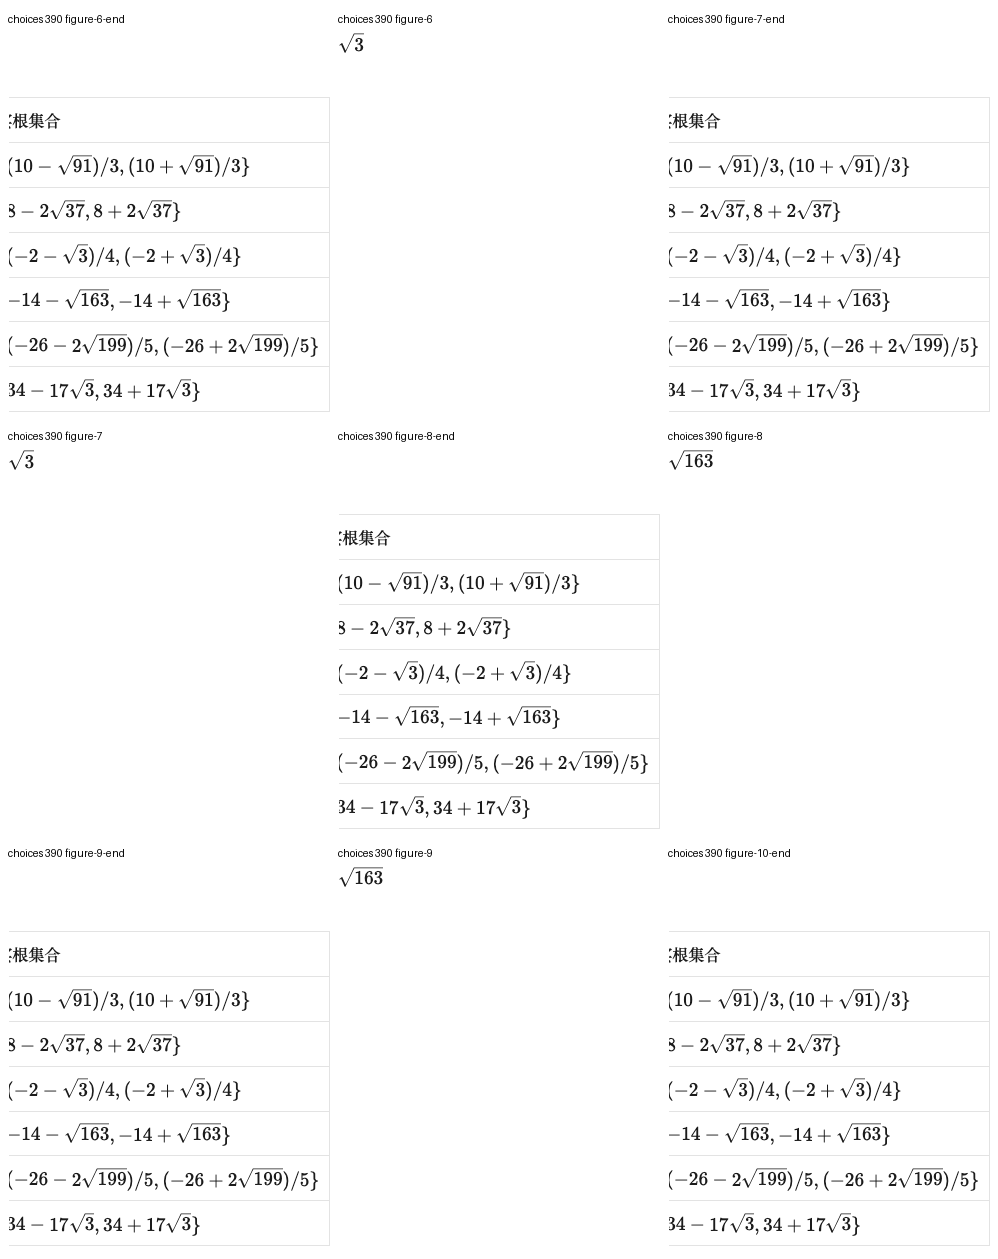 choices390 figure-6-end
choices390 figure-6
choices390 figure-7-end
√3
根集合
(10 − √91)/3, (10 + √91)/3}
8 − 2√37, 8 + 2√37}
(−2 − √3)/4, (−2 + √3)/4}
−14 − √163, −14 + √163}
(−26 − 2√199)/5, (−26 + 2√199)/5}
34 − 17√3, 34 + 17√3}
根集合
(10 − √91)/3, (10 + √91)/3}
8 − 2√37, 8 + 2√37}
(−2 − √3)/4, (−2 + √3)/4}
−14 − √163, −14 + √163}
(−26 − 2√199)/5, (−26 + 2√199)/5}
34 − 17√3, 34 + 17√3}
choices390 figure-7
choices390 figure-8-end
choices390 figure-8
√3
√163
根集合
(10 − √91)/3, (10 + √91)/3}
8 − 2√37, 8 + 2√37}
(−2 − √3)/4, (−2 + √3)/4}
−14 − √163, −14 + √163}
(−26 − 2√199)/5, (−26 + 2√199)/5}
34 − 17√3, 34 + 17√3}
choices390 figure-9-end
choices390 figure-9
choices390 figure-10-end
√163
根集合
(10 − √91)/3, (10 + √91)/3}
8 − 2√37, 8 + 2√37}
(−2 − √3)/4, (−2 + √3)/4}
−14 − √163, −14 + √163}
(−26 − 2√199)/5, (−26 + 2√199)/5}
34 − 17√3, 34 + 17√3}
根集合
(10 − √91)/3, (10 + √91)/3}
8 − 2√37, 8 + 2√37}
(−2 − √3)/4, (−2 + √3)/4}
−14 − √163, −14 + √163}
(−26 − 2√199)/5, (−26 + 2√199)/5}
34 − 17√3, 34 + 17√3}